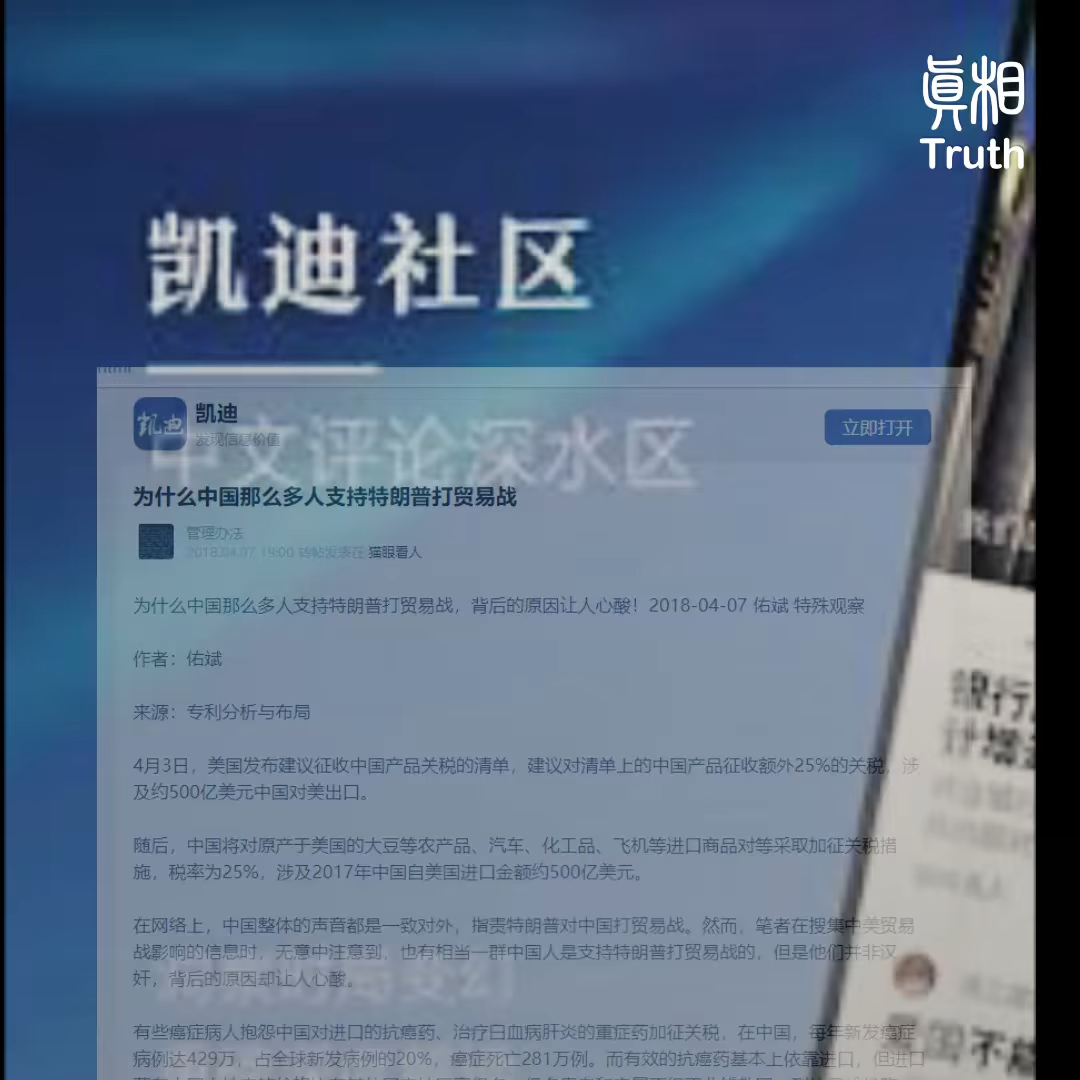 眞相
Truth
凯迪社区
凯迪
凯迪
发现信息价值
立即打开
中文评论深水区
为什么中国那么多人支持特朗普打贸易战
管理办法
2018.04.07 19:00 转帖发表在 猫眼看人
为什么中国那么多人支持特朗普打贸易战，背后的原因让人心酸！2018-04-07 佑斌 特殊观察
作者：佑斌
来源：专利分析与布局
4月3日，美国发布建议征收中国产品关税的清单，建议对清单上的中国产品征收额外25%的关税，涉
及约500亿美元中国对美出口。
随后，中国将对原产于美国的大豆等农产品、汽车、化工品、飞机等进口商品对等采取加征关税措
施，税率为25%，涉及2017年中国自美国进口金额约500亿美元。
在网络上，中国整体的声音都是一致对外，指责特朗普对中国打贸易战。然而，笔者在搜集中美贸易
战影响的信息时，无意中注意到，也有相当一群中国人是支持特朗普打贸易战的，但是他们并非汉
奸，背后的原因却让人心酸。
有些癌症病人抱怨中国对进口的抗癌药、治疗白血病肝炎的重症药加征关税，在中国，每年新发癌症
病例达429万，占全球新发病例的20%，癌症死亡281万例。而有效的抗癌药基本上依靠进口，但进口
银行
计增
国不能